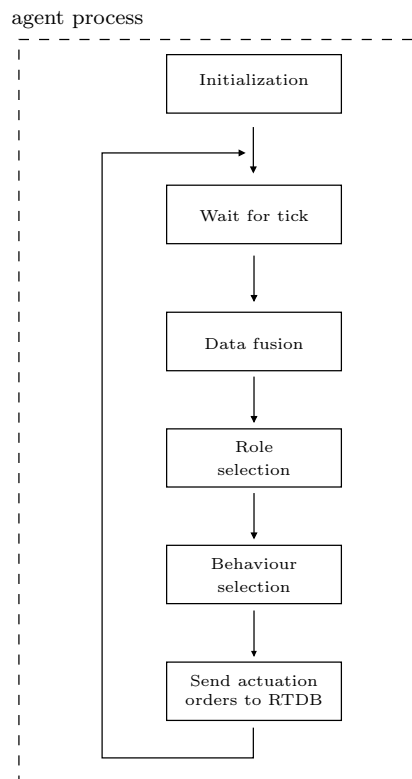 agent process
Initialization
Wait for tick
Data fusion
Role
selection
Behaviour
selection
Send actuation
orders to RTDB